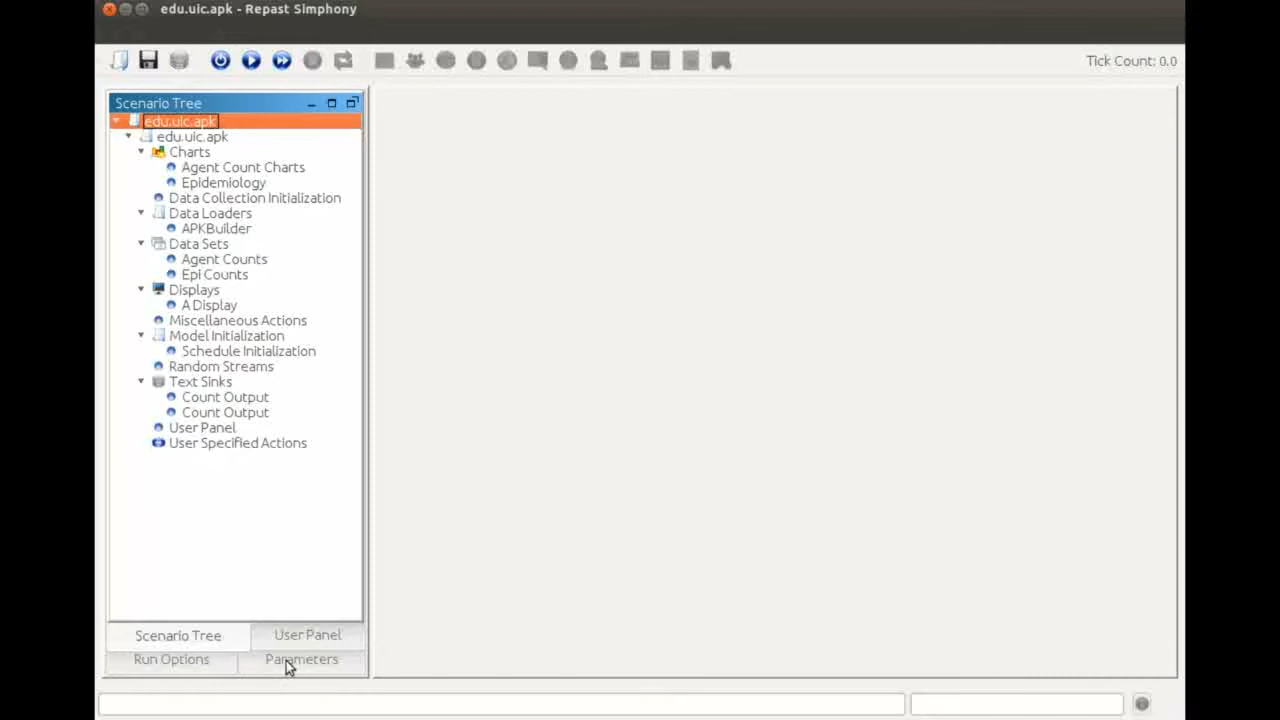 edu.uic.apk - Repast Simphony
Tick Count: 0.0
Scenario Tree
edu.uic.apk
edu.uic.apk
Charts
Agent Count Charts
Epidemiology
Data Collection Initialization
Data Loaders
APKBuilder
Data Sets
Agent Counts
Epi Counts
Displays
A Display
Miscellaneous Actions
Model Initialization
Schedule Initialization
Random Streams
Text Sinks
Count Output
Count Output
User Panel
User Specified Actions
Scenario Tree
User Panel
Run Options
Parameters